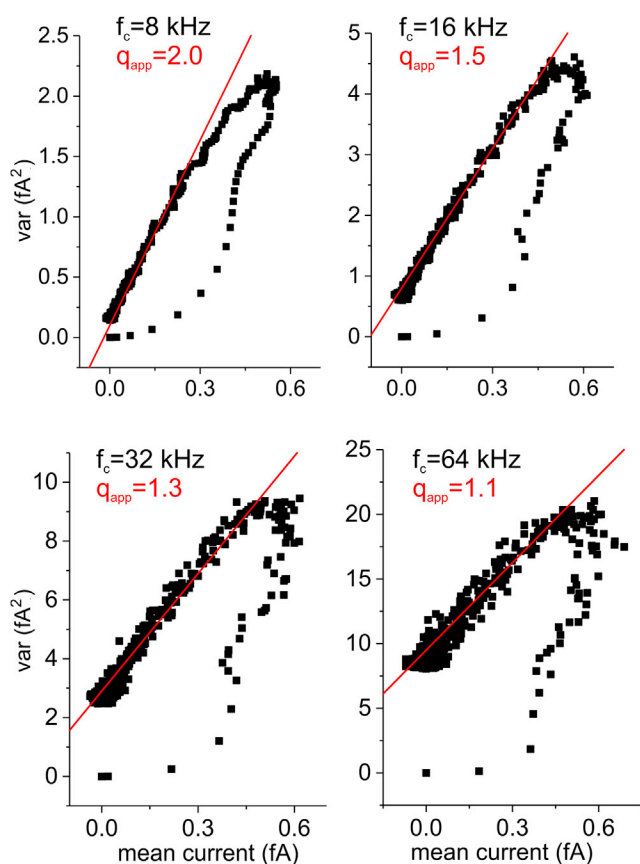 f_c=8 kHz
q_app=2.0
2.5
2.0
1.5
1.0
0.5
0.0
var (fA²)
0.0 0.3 0.6
f_c=16 kHz
q_app=1.5
5
4
3
2
1
0
0.0 0.3 0.6
f_c=32 kHz
q_app=1.3
10
8
6
4
2
0
var (fA²)
0.0 0.3 0.6
mean current (fA)
f_c=64 kHz
q_app=1.1
25
20
15
10
5
0
0.0 0.3 0.6
mean current (fA)